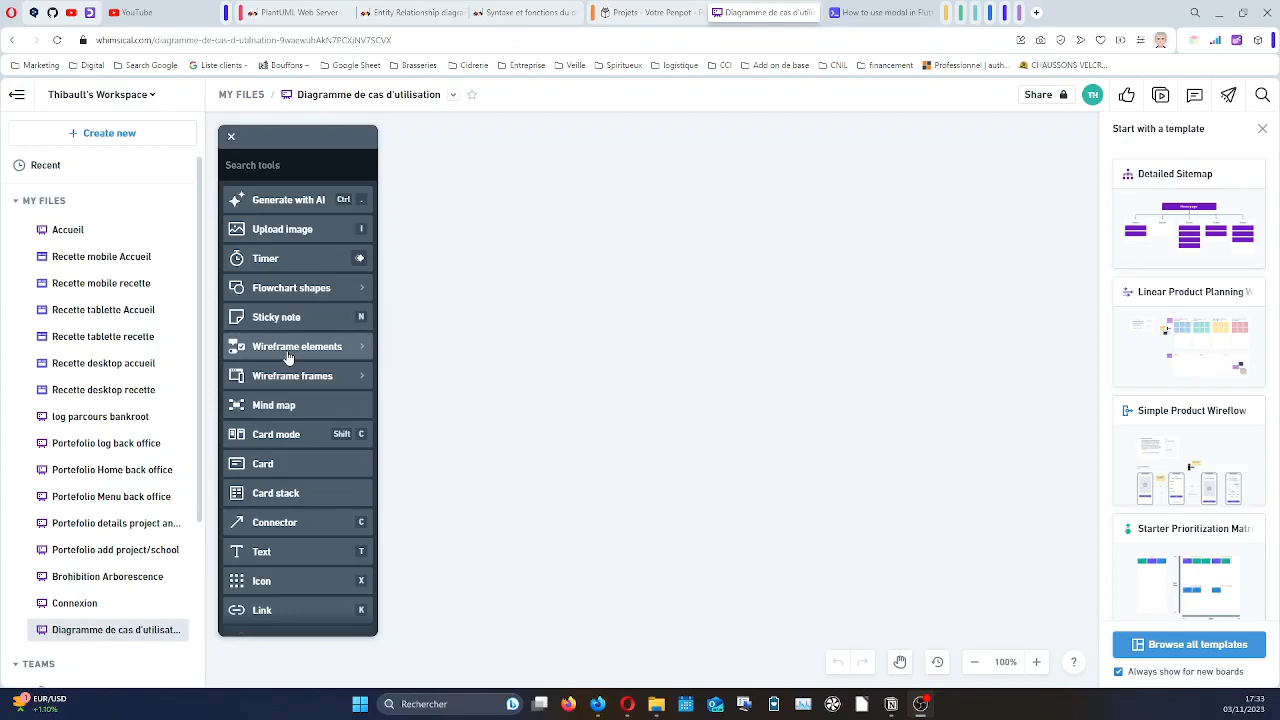 YouTube
PlantUML Web Server
Entity Relationship diagra
Syntaxe et fonctions du d
Projets - Votre Penpot - P
Diagramme de cas d'utili
How to use modal in Flutt
whimsical.com/diagramme-de-cas-d-utilisation-9waewahAkN7PCXjNV7SCVX
Marketing
Digital
Search Google
Liste clients -
Bouffons –
Google Sheet
Brasseries
Cidrerie
Entreprise
Veille
Spiritueux
logistique
CCI
Add on de base
CNIL
financement
Professionnel | auth...
CHAUSSONS VELCR...
Thibault's Workspace
MY FILES / Diagramme de cas d'utilisation
Share
TH
Create new
Recent
MY FILES
Accueil
Recette mobile Accueil
Recette mobile recette
Recette tablette Accueil
Recette tablette recette
Recette desktop accueil
Recette desktop recette
log parcours bankroot
Portefolio log back office
Portefolio Home back office
Portefolio Menu back office
Portefolio details project an...
Portefolio add project/school
Brohibition Arborescence
Connexion
Diagramme de cas d'utilisat...
TEAMS
Search tools
Generate with AI Ctrl .
Upload image I
Timer
Flowchart shapes
Sticky note N
Wireframe elements
Wireframe frames
Mind map
Card mode Shift C
Card
Card stack
Connector C
Text T
Icon X
Link K
Start with a template
Detailed Sitemap
Linear Product Planning W
Simple Product Wireflow
Starter Prioritization Matri
Browse all templates
Always show for new boards
100%
?
EUR/USD
+1.10%
Rechercher
17:33
03/11/2023